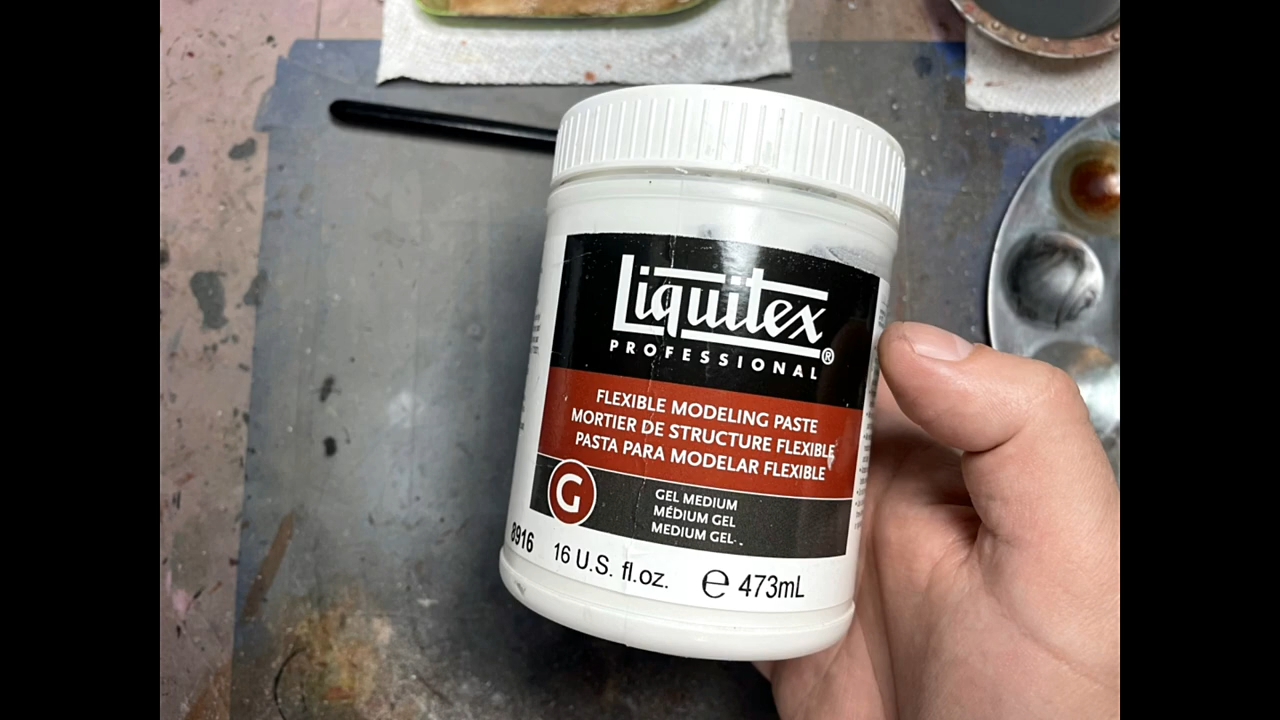 Liquitex®
PROFESSIONAL
FLEXIBLE MODELING PASTE
MORTIER DE STRUCTURE FLEXIBLE
PASTA PARA MODELAR FLEXIBLE
G
GEL MEDIUM
MÉDIUM GEL
MEDIUM GEL
8916
16 U.S. fl.oz.
℮ 473mL